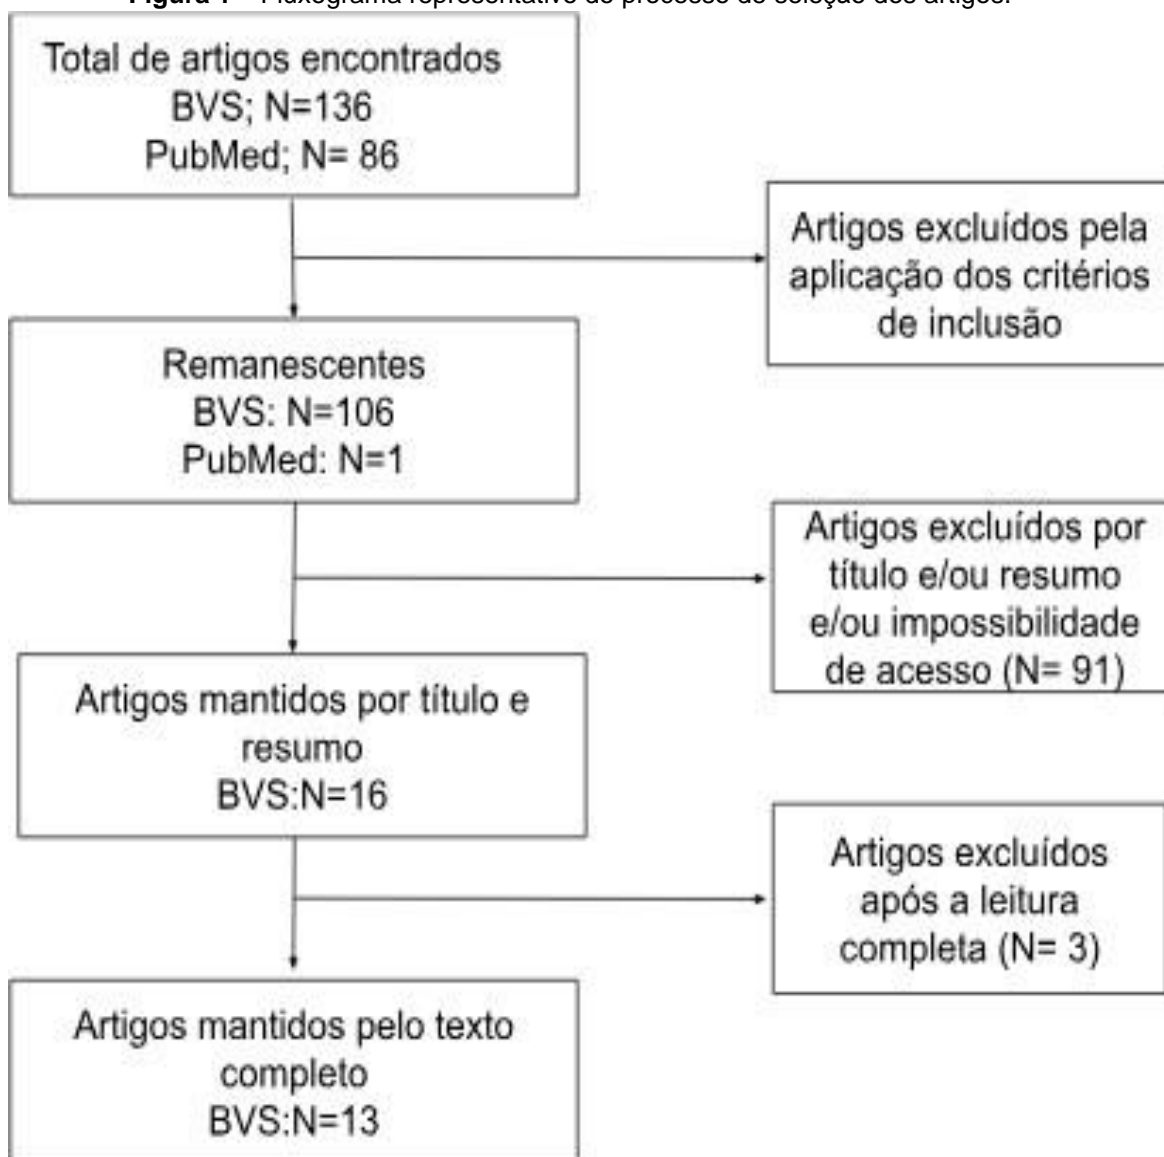 Total de artigos encontrados
BVS; N=136
PubMed; N= 86
Artigos excluídos pela
aplicação dos critérios
de inclusão
Remanescentes
BVS: N=106
PubMed: N=1
Artigos excluídos por
título e/ou resumo
e/ou impossibilidade
de acesso (N= 91)
Artigos mantidos por título e
resumo
BVS:N=16
Artigos excluídos
após a leitura
completa (N= 3)
Artigos mantidos pelo texto
completo
BVS:N=13